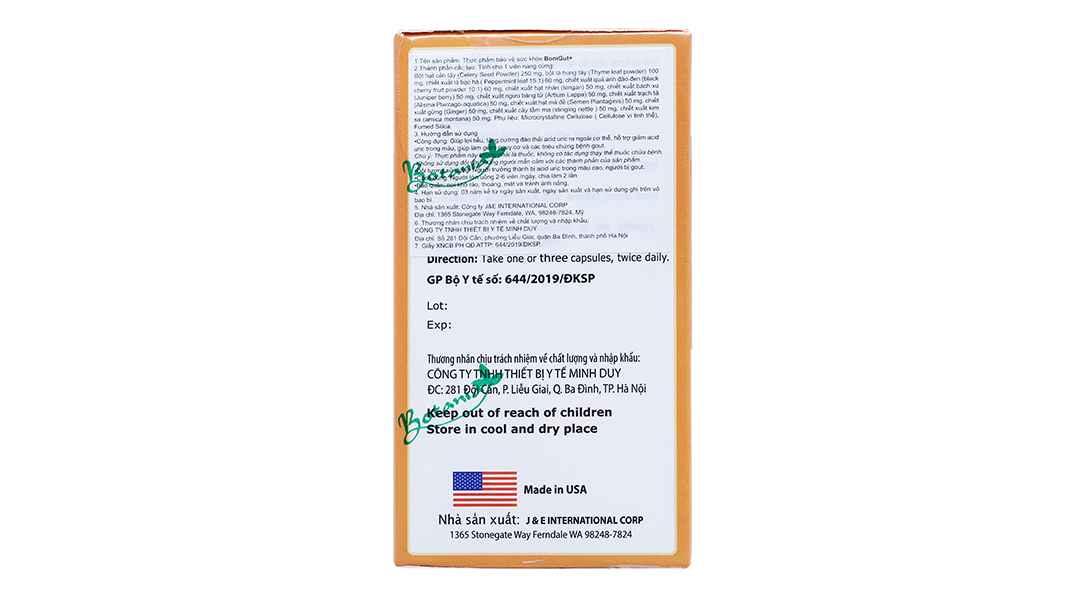 1.Tên sản phẩm: Thực phẩm bảo vệ sức khỏe BoniGut+
2.Thành phần cấu tạo: Tính cho 1 viên nang cứng:
Bột hạt cần tây (Celery Seed Powder) 250 mg, bột lá húng tây (Thyme leaf powder) 100
mg, chiết xuất lá bạc hà ( Peppermint leaf 15:1) 60 mg, chiết xuất quả anh đào đen (black
cherry fruit powder 10:1) 60 mg, chiết xuất hạt nhãn (longan) 50 mg, chiết xuất bách xù
(Juniper berry) 50 mg, chiết xuất ngưu bàng tử (Artium Lappa) 50 mg, chiết xuất trạch tả
(Alisma Plantago-aquatica) 50 mg, chiết xuất hạt mã đề (Semen Plantaginis) 50 mg, chiết
xuất gừng (Ginger) 50 mg, chiết xuất cây tầm ma (stinging nettle ) 50 mg, chiết xuất kim
sa (arnica montana) 50 mg. Phụ liệu: Microcrystalline Cellulose ( Cellulose vi tinh thể),
Fumed Silica.
3. Hướng dẫn sử dụng
•Công dụng: Giúp lợi tiểu, tăng cường đào thải acid uric ra ngoài cơ thể, hỗ trợ giảm acid
uric trong máu, giúp làm giảm nguy cơ và các triệu chứng bệnh gout.
Chú ý: Thực phẩm này không phải là thuốc, không có tác dụng thay thế thuốc chữa bệnh.
Không sử dụng đối với những người mẫn cảm với các thành phần của sản phẩm.
Đối tượng sử dụng: Người trưởng thành bị acid uric trong máu cao, người bị gout.
người lớn uống 2-6 viên /ngày, chia làm 2 lần
•Bảo quản: nơi khô ráo, thoáng, mát và tránh ánh nắng.
4. Hạn sử dụng: 03 năm kể từ ngày sản xuất, ngày sản xuất và hạn sử dụng ghi trên vỏ
bao bì.
5. Nhà sản xuất: Công ty J&E INTERNATIONAL CORP
Địa chỉ: 1365 Stonegate Way Ferndale, WA, 98248-7824, Mỹ
6 .Thương nhân chịu trách nhiệm về chất lượng và nhập khẩu:
CÔNG TY TNHH THIẾT BỊ Y TẾ MINH DUY
Địa chỉ: Số 281 Đội Cấn, phường Liễu Giai, quận Ba Đình, thành phố Hà Nội
7. Giấy XNCB PH QĐ ATTP: 644/2019/ĐKSP.
Botania
Direction: Take one or three capsules, twice daily.
GP Bộ Y tế số: 644/2019/ĐKSP
Lot:
Exp:
Thương nhân chịu trách nhiệm về chất lượng và nhập khẩu:
CÔNG TY TNHH THIẾT BỊ Y TẾ MINH DUY
ĐC: 281 Đội Cấn, P. Liễu Giai, Q. Ba Đình, TP. Hà Nội
Botania
Keep out of reach of children
Store in cool and dry place
Made in USA
Nhà sản xuất: J & E INTERNATIONAL CORP
1365 Stonegate Way Ferndale WA 98248-7824